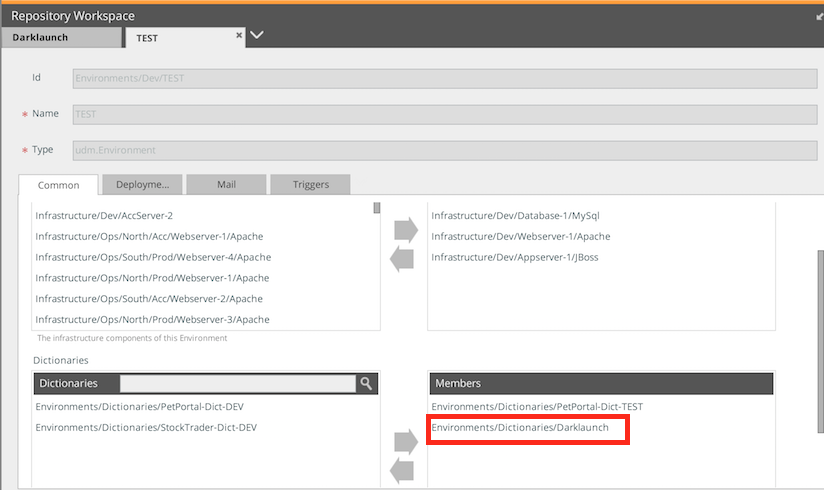 Repository Workspace
Darklaunch
TEST
Id
Environments/Dev/TEST
* Name
TEST
* Type
udm.Environment
Common
Deployme...
Mail
Triggers
Infrastructure/Dev/AccServer-2
Infrastructure/Ops/North/Acc/Webserver-1/Apache
Infrastructure/Ops/South/Prod/Webserver-4/Apache
Infrastructure/Ops/North/Prod/Webserver-1/Apache
Infrastructure/Ops/South/Acc/Webserver-2/Apache
Infrastructure/Ops/North/Prod/Webserver-3/Apache
Infrastructure/Dev/Database-1/MySql
Infrastructure/Dev/Webserver-1/Apache
Infrastructure/Dev/Appserver-1/JBoss
The infrastructure components of this Environment
Dictionaries
Dictionaries
Environments/Dictionaries/PetPortal-Dict-DEV
Environments/Dictionaries/StockTrader-Dict-DEV
Members
Environments/Dictionaries/PetPortal-Dict-TEST
Environments/Dictionaries/Darklaunch